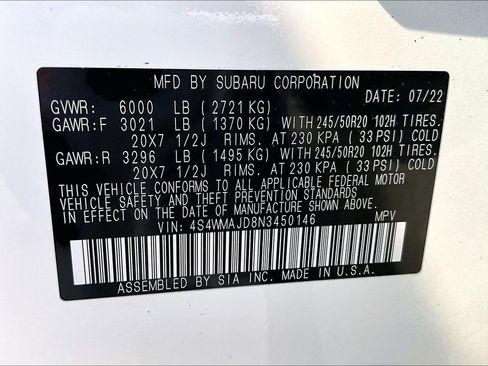 MFD BY SUBARU CORPORATION
DATE: 07/22
GVWR: 6000 LB (2721 KG)
GAWR:F 3021 LB (1370 KG) WITH 245/50R20 102H TIRES.
20X7 1/2J RIMS. AT 230 KPA (33 PSI) COLD
GAWR:R 3296 LB (1495 KG) WITH 245/50R20 102H TIRES.
20X7 1/2J RIMS. AT 230 KPA (33 PSI) COLD
THIS VEHICLE CONFORMS TO ALL APPLICABLE FEDERAL MOTOR
VEHICLE SAFETY AND THEFT PREVENTION STANDARDS
IN EFFECT ON THE DATE OF MANUFACTURE SHOWN ABOVE.
VIN: 4S4WMAJD8N3450146 MPV
ASSEMBLED BY SIA INC. MADE IN U.S.A.